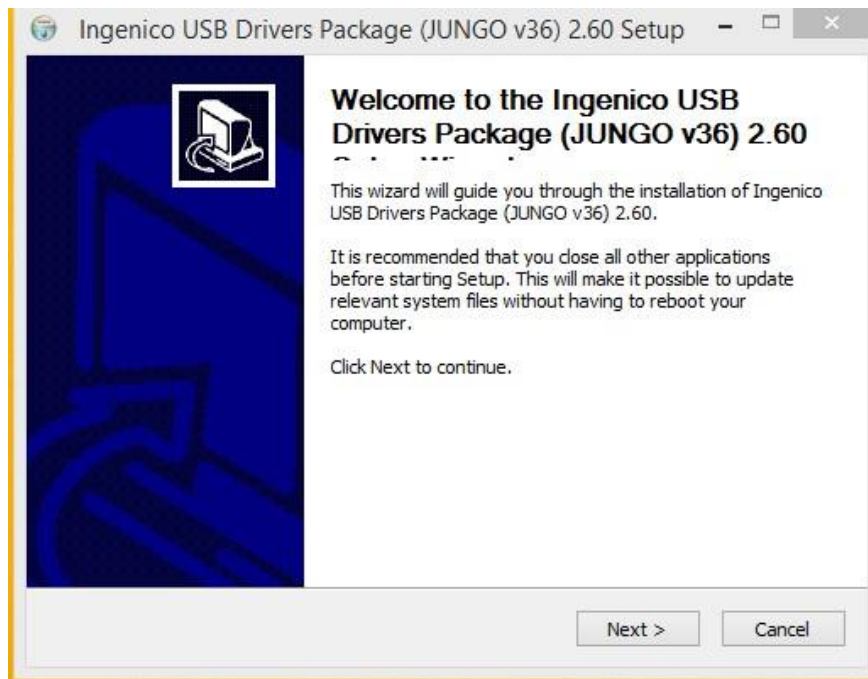 Ingenico USB Drivers Package (JUNGO v36) 2.60 Setup
Welcome to the Ingenico USB
Drivers Package (JUNGO v36) 2.60
This wizard will guide you through the installation of Ingenico
USB Drivers Package (JUNGO v36) 2.60.
It is recommended that you close all other applications
before starting Setup. This will make it possible to update
relevant system files without having to reboot your
computer.
Click Next to continue.
Next >
Cancel